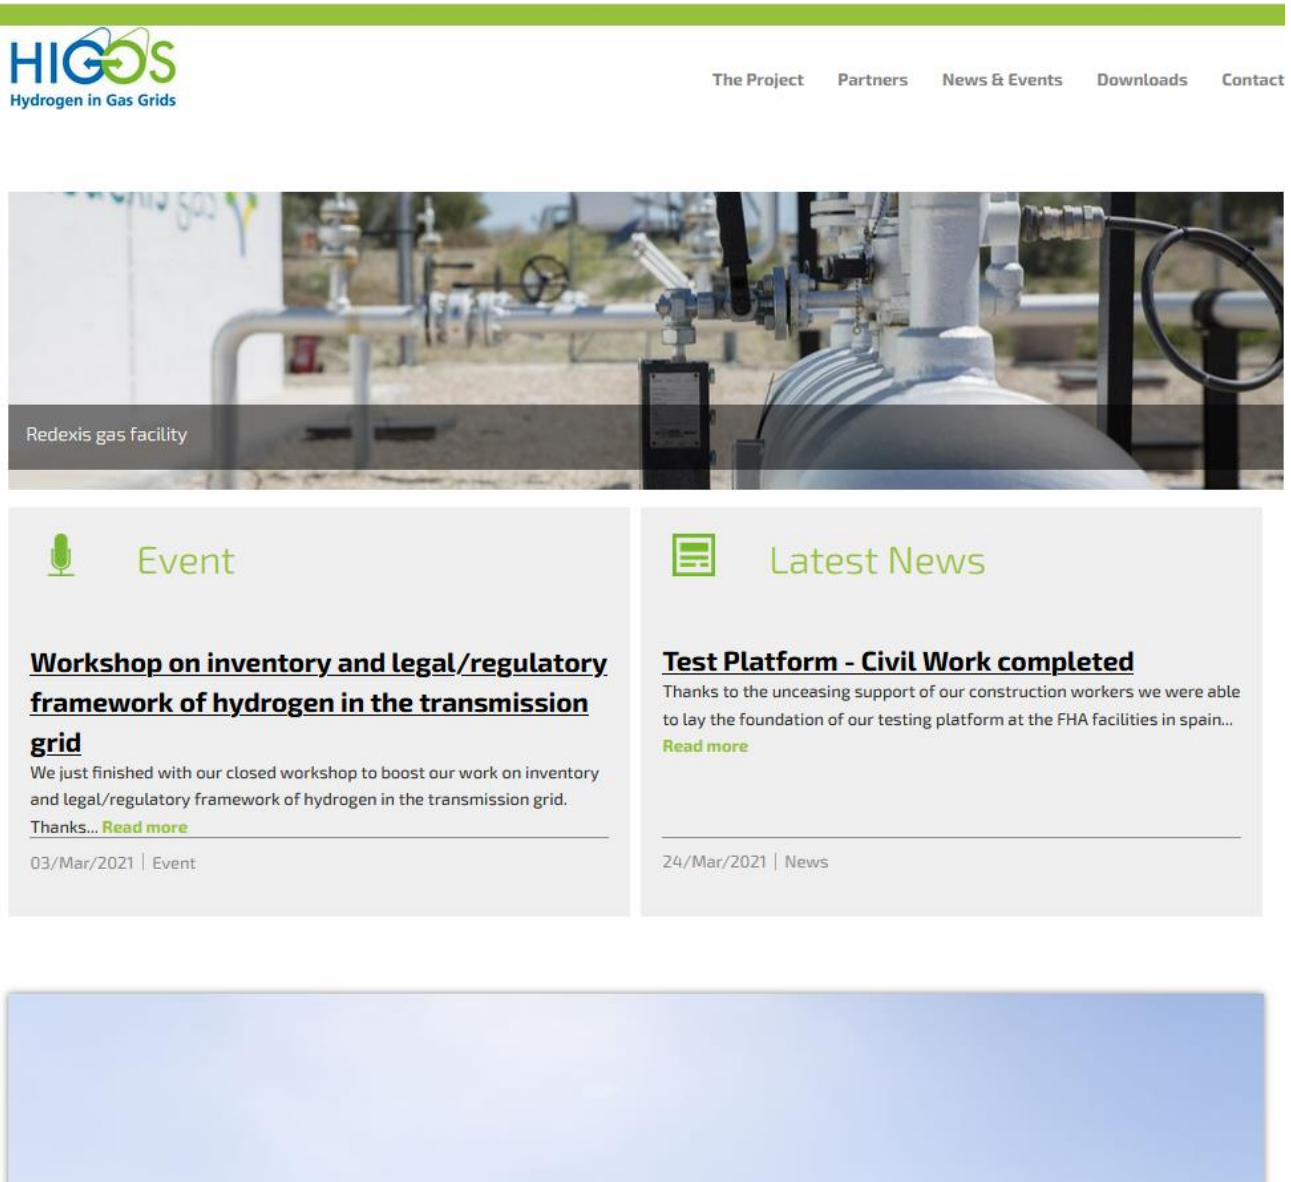 HIGGS
Hydrogen in Gas Grids
The Project Partners News & Events Downloads Contact
gas
Redexis gas facility
Event
Workshop on inventory and legal/regulatory
framework of hydrogen in the transmission
grid
We just finished with our closed workshop to boost our work on inventory
and legal/regulatory framework of hydrogen in the transmission grid.
Thanks... Read more
03/Mar/2021 | Event
Latest News
Test Platform - Civil Work completed
Thanks to the unceasing support of our construction workers we were able
to lay the foundation of our testing platform at the FHA facilities in spain...
Read more
24/Mar/2021 | News